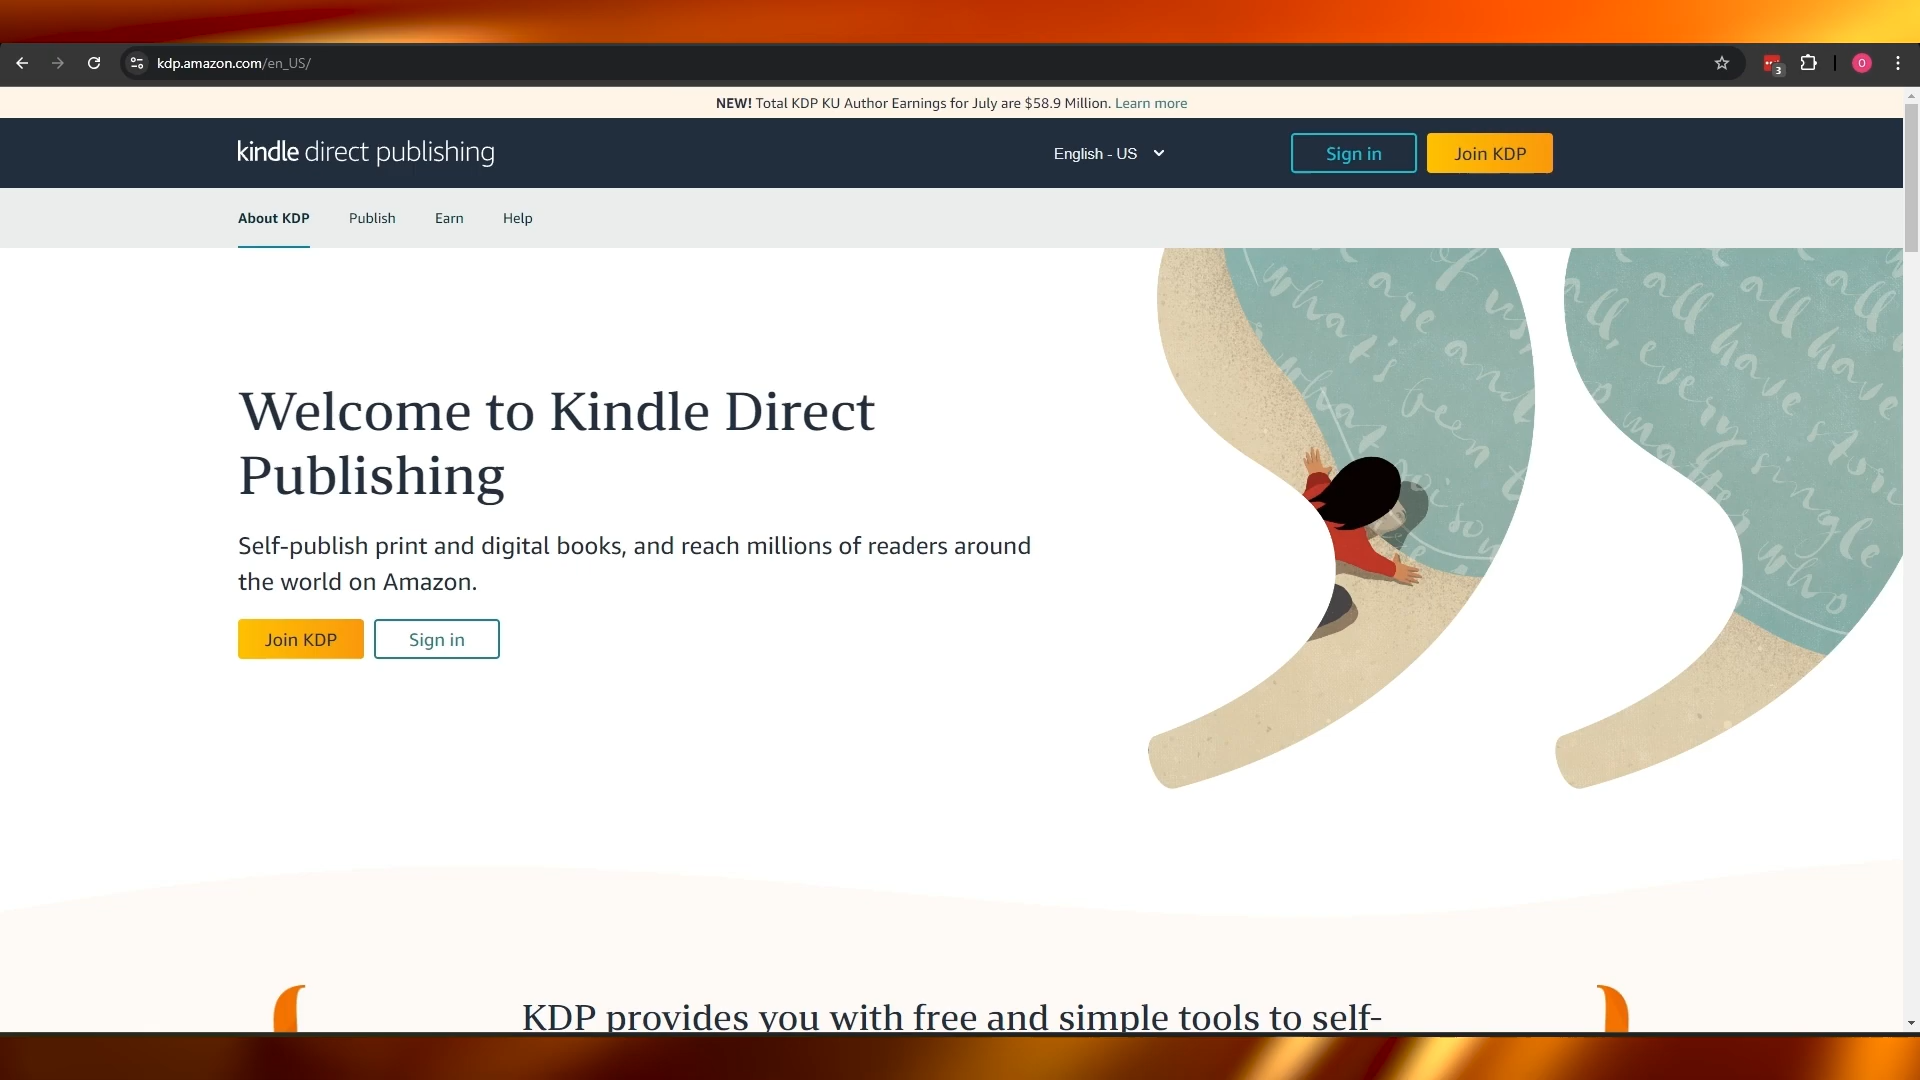 kdp.amazon.com/en_US/
3
O
NEW! Total KDP KU Author Earnings for July are $58.9 Million. Learn more
kindle direct publishing
English - US
Sign in
Join KDP
About KDP
Publish
Earn
Help
Welcome to Kindle Direct
Publishing
Self-publish print and digital books, and reach millions of readers around
the world on Amazon.
Join KDP
Sign in
KDP provides you with free and simple tools to self-